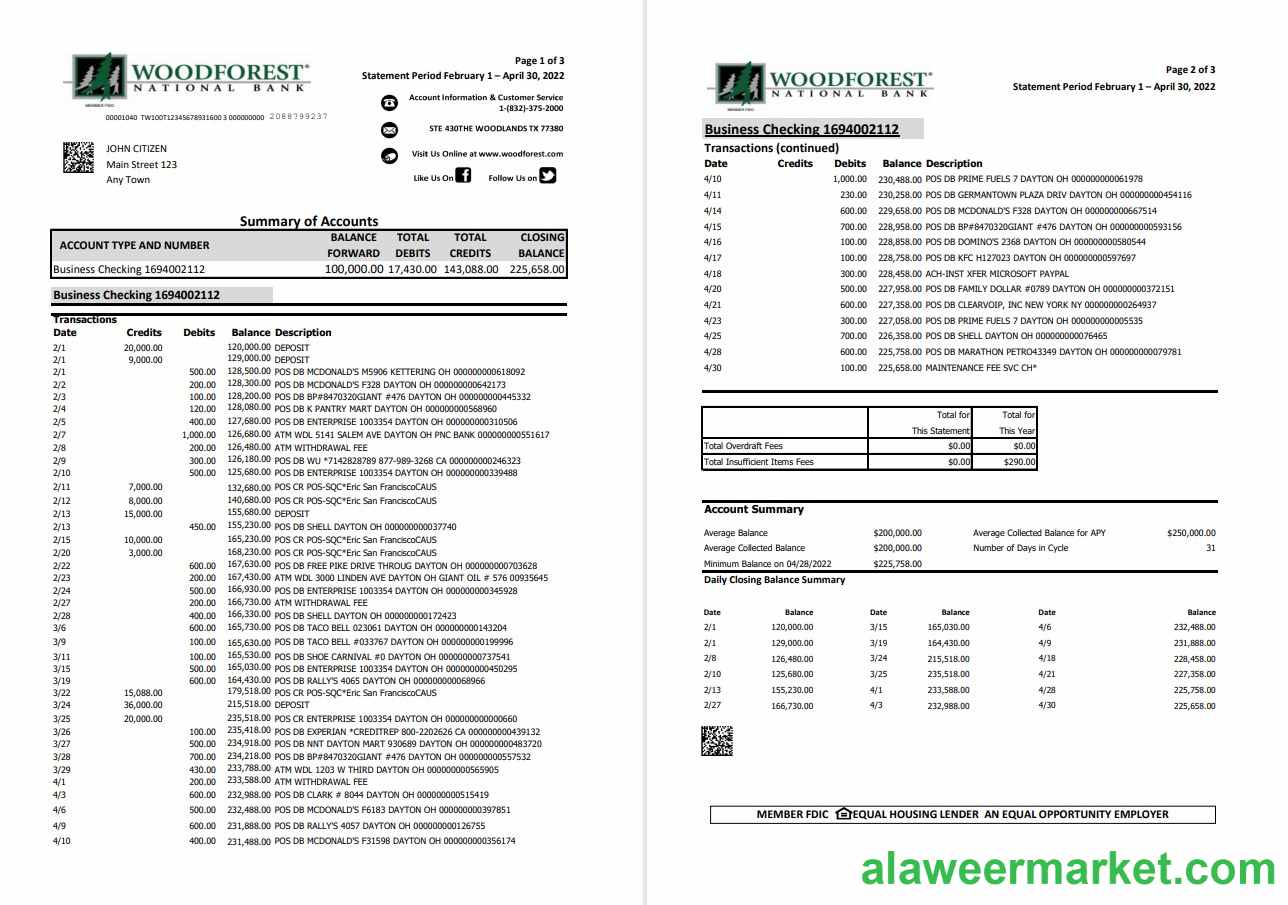 WOODFOREST®
NATIONAL BANK
MEMBER FDIC
Page 1 of 3
Statement Period February 1 – April 30, 2022
Account Information & Customer Service
1-(832)-375-2000
STE 430THE WOODLANDS TX 77380
Visit Us Online at www.woodforest.com
Like Us On Follow Us on
00001040 TW100T12345678931600 3 000000000 2088799237
JOHN CITIZEN
Main Street 123
Any Town
Summary of Accounts
ACCOUNT TYPE AND NUMBER BALANCE FORWARD TOTAL DEBITS TOTAL CREDITS CLOSING BALANCE
Business Checking 1694002112 100,000.00 17,430.00 143,088.00 225,658.00
Business Checking 1694002112
Transactions
Date Credits Debits Balance Description
2/1 20,000.00 120,000.00 DEPOSIT
2/1 9,000.00 129,000.00 DEPOSIT
2/1 500.00 128,500.00 POS DB MCDONALD'S M5906 KETTERING OH 000000000618092
2/2 200.00 128,300.00 POS DB MCDONALD'S F328 DAYTON OH 000000000642173
2/3 100.00 128,200.00 POS DB BP#8470320GIANT #476 DAYTON OH 000000000445332
2/4 120.00 128,080.00 POS DB K PANTRY MART DAYTON OH 000000000568960
2/5 400.00 127,680.00 POS DB ENTERPRISE 1003354 DAYTON OH 000000000310506
2/7 1,000.00 126,680.00 ATM WDL 5141 SALEM AVE DAYTON OH PNC BANK 000000000551617
2/8 200.00 126,480.00 ATM WITHDRAWAL FEE
2/9 300.00 126,180.00 POS DB WU *7142828789 877-989-3268 CA 000000000246323
2/10 500.00 125,680.00 POS DB ENTERPRISE 1003354 DAYTON OH 000000000339488
2/11 7,000.00 132,680.00 POS CR POS-SQC*Eric San FranciscoCAUS
2/12 8,000.00 140,680.00 POS CR POS-SQC*Eric San FranciscoCAUS
2/13 15,000.00 155,680.00 DEPOSIT
2/13 450.00 155,230.00 POS DB SHELL DAYTON OH 000000000037740
2/15 10,000.00 165,230.00 POS CR POS-SQC*Eric San FranciscoCAUS
2/20 3,000.00 168,230.00 POS CR POS-SQC*Eric San FranciscoCAUS
2/22 600.00 167,630.00 POS DB FREE PIKE DRIVE THROUG DAYTON OH 000000000703628
2/23 200.00 167,430.00 ATM WDL 3000 LINDEN AVE DAYTON OH GIANT OIL # 576 00935645
2/24 500.00 166,930.00 POS DB ENTERPRISE 1003354 DAYTON OH 000000000345928
2/27 200.00 166,730.00 ATM WITHDRAWAL FEE
2/28 400.00 166,330.00 POS DB SHELL DAYTON OH 000000000172423
3/6 600.00 165,730.00 POS DB TACO BELL 023061 DAYTON OH 000000000143204
3/9 100.00 165,630.00 POS DB TACO BELL #033767 DAYTON OH 000000000199996
3/11 100.00 165,530.00 POS DB SHOE CARNIVAL #0 DAYTON OH 000000000737541
3/15 500.00 165,030.00 POS DB ENTERPRISE 1003354 DAYTON OH 000000000450295
3/19 600.00 164,430.00 POS DB RALLY'S 4065 DAYTON OH 000000000068966
3/22 15,088.00 179,518.00 POS CR POS-SQC*Eric San FranciscoCAUS
3/24 36,000.00 215,518.00 DEPOSIT
3/25 20,000.00 235,518.00 POS CR ENTERPRISE 1003354 DAYTON OH 000000000000660
3/26 100.00 235,418.00 POS DB EXPERIAN *CREDITREP 800-2202626 CA 000000000439132
3/27 500.00 234,918.00 POS DB NNT DAYTON MART 930689 DAYTON OH 000000000483720
3/28 700.00 234,218.00 POS DB BP#8470320GIANT #476 DAYTON OH 000000000557532
3/29 430.00 233,788.00 ATM WDL 1203 W THIRD DAYTON OH 000000000565905
4/1 200.00 233,588.00 ATM WITHDRAWAL FEE
4/3 600.00 232,988.00 POS DB CLARK # 8044 DAYTON OH 000000000515419
4/6 500.00 232,488.00 POS DB MCDONALD'S F6183 DAYTON OH 000000000397851
4/9 600.00 231,888.00 POS DB RALLY'S 4057 DAYTON OH 000000000126755
4/10 400.00 231,488.00 POS DB MCDONALD'S F31598 DAYTON OH 000000000356174
WOODFOREST®
NATIONAL BANK
MEMBER FDIC
Page 2 of 3
Statement Period February 1 – April 30, 2022
Business Checking 1694002112
Transactions (continued)
Date Credits Debits Balance Description
4/10 1,000.00 230,488.00 POS DB PRIME FUELS 7 DAYTON OH 000000000061978
4/11 230.00 230,258.00 POS DB GERMANTOWN PLAZA DRIV DAYTON OH 000000000454116
4/14 600.00 229,658.00 POS DB MCDONALD'S F328 DAYTON OH 000000000667514
4/15 700.00 228,958.00 POS DB BP#8470320GIANT #476 DAYTON OH 000000000593156
4/16 100.00 228,858.00 POS DB DOMINO'S 2368 DAYTON OH 000000000580544
4/17 100.00 228,758.00 POS DB KFC H127023 DAYTON OH 000000000597697
4/18 300.00 228,458.00 ACH-INST XFER MICROSOFT PAYPAL
4/20 500.00 227,958.00 POS DB FAMILY DOLLAR #0789 DAYTON OH 000000000372151
4/21 600.00 227,358.00 POS DB CLEARVOIP, INC NEW YORK NY 000000000264937
4/23 300.00 227,058.00 POS DB PRIME FUELS 7 DAYTON OH 000000000005535
4/25 700.00 226,358.00 POS DB SHELL DAYTON OH 000000000076465
4/28 600.00 225,758.00 POS DB MARATHON PETRO43349 DAYTON OH 000000000079781
4/30 100.00 225,658.00 MAINTENANCE FEE SVC CH*
Total for This Statement Total for This Year
Total Overdraft Fees $0.00 $0.00
Total Insufficient Items Fees $0.00 $290.00
Account Summary
Average Balance $200,000.00 Average Collected Balance for APY $250,000.00
Average Collected Balance $200,000.00 Number of Days in Cycle 31
Minimum Balance on 04/28/2022 $225,758.00
Daily Closing Balance Summary
Date Balance Date Balance Date Balance
2/1 120,000.00 3/15 165,030.00 4/6 232,488.00
2/1 129,000.00 3/19 164,430.00 4/9 231,888.00
2/8 126,480.00 3/24 215,518.00 4/18 228,458.00
2/10 125,680.00 3/25 235,518.00 4/21 227,358.00
2/13 155,230.00 4/1 233,588.00 4/28 225,758.00
2/27 166,730.00 4/3 232,988.00 4/30 225,658.00
MEMBER FDIC EQUAL HOUSING LENDER AN EQUAL OPPORTUNITY EMPLOYER
alaweermarket.com